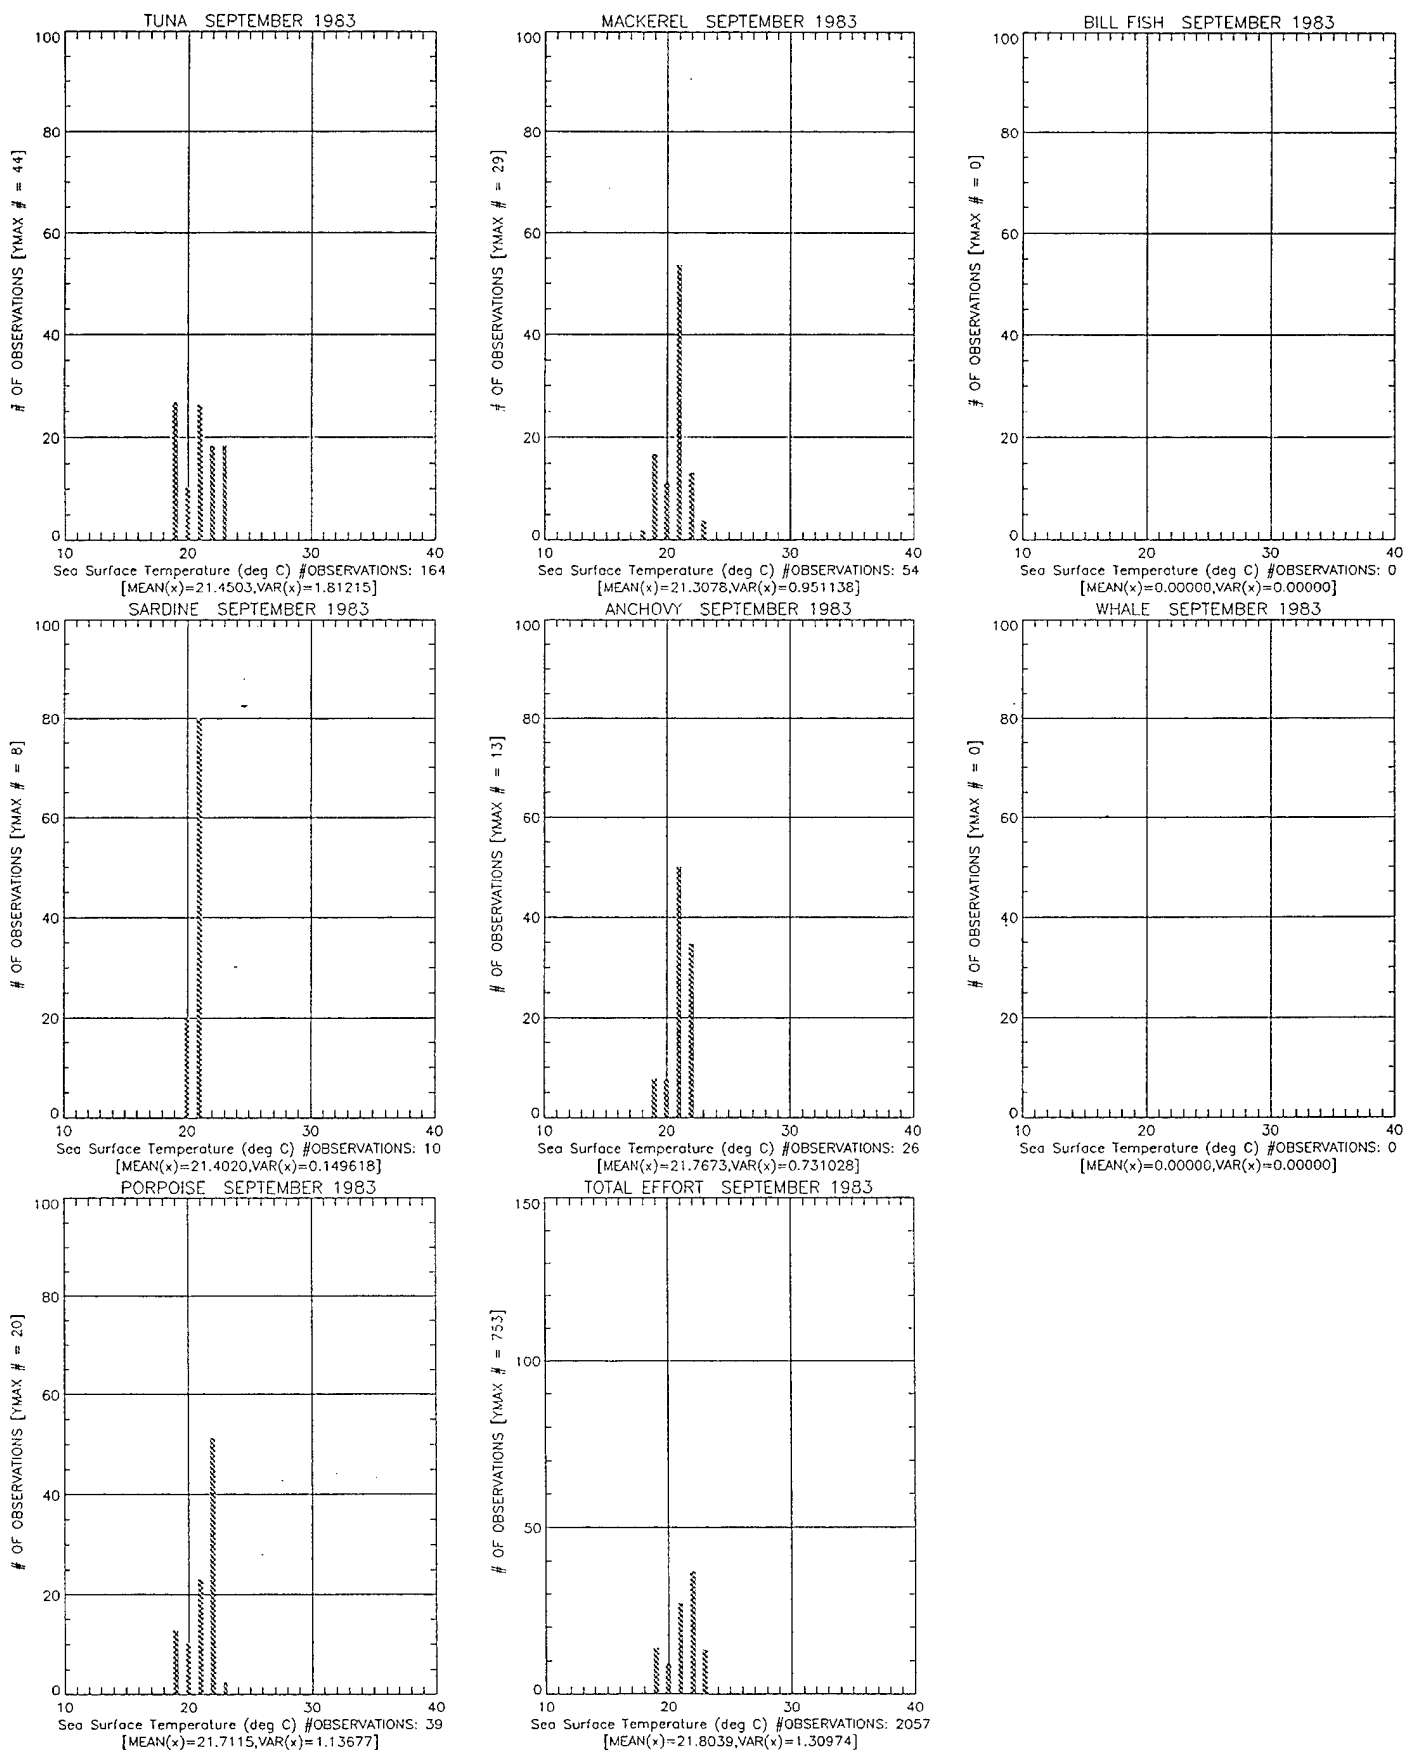 TUNA SEPTEMBER 1983
100
80
60
40
20
0
# OF OBSERVATIONS [YMAX # = 44]
10 20 30 40
Sea Surface Temperature (deg C) #OBSERVATIONS: 164
[MEAN(x)=21.4503,VAR(x)=1.81215]
MACKEREL SEPTEMBER 1983
100
80
60
40
20
0
# OF OBSERVATIONS [YMAX # = 29]
10 20 30 40
Sea Surface Temperature (deg C) #OBSERVATIONS: 54
[MEAN(x)=21.3078,VAR(x)=0.951138]
BILL FISH SEPTEMBER 1983
100
80
60
40
20
0
# OF OBSERVATIONS [YMAX # = 0]
10 20 30 40
Sea Surface Temperature (deg C) #OBSERVATIONS: 0
[MEAN(x)=0.00000,VAR(x)=0.00000]
SARDINE SEPTEMBER 1983
100
80
60
40
20
0
# OF OBSERVATIONS [YMAX # = 8]
10 20 30 40
Sea Surface Temperature (deg C) #OBSERVATIONS: 10
[MEAN(x)=21.4020,VAR(x)=0.149618]
ANCHOVY SEPTEMBER 1983
100
80
60
40
20
0
# OF OBSERVATIONS [YMAX # = 13]
10 20 30 40
Sea Surface Temperature (deg C) #OBSERVATIONS: 26
[MEAN(x)=21.7673,VAR(x)=0.731028]
WHALE SEPTEMBER 1983
100
80
60
40
20
0
# OF OBSERVATIONS [YMAX # = 0]
10 20 30 40
Sea Surface Temperature (deg C) #OBSERVATIONS: 0
[MEAN(x)=0.00000,VAR(x)=0.00000]
PORPOISE SEPTEMBER 1983
100
80
60
40
20
0
# OF OBSERVATIONS [YMAX # = 20]
10 20 30 40
Sea Surface Temperature (deg C) #OBSERVATIONS: 39
[MEAN(x)=21.7115,VAR(x)=1.13677]
TOTAL EFFORT SEPTEMBER 1983
150
100
50
0
# OF OBSERVATIONS [YMAX # = 753]
10 20 30 40
Sea Surface Temperature (deg C) #OBSERVATIONS: 2057
[MEAN(x)=21.8039,VAR(x)=1.30974]